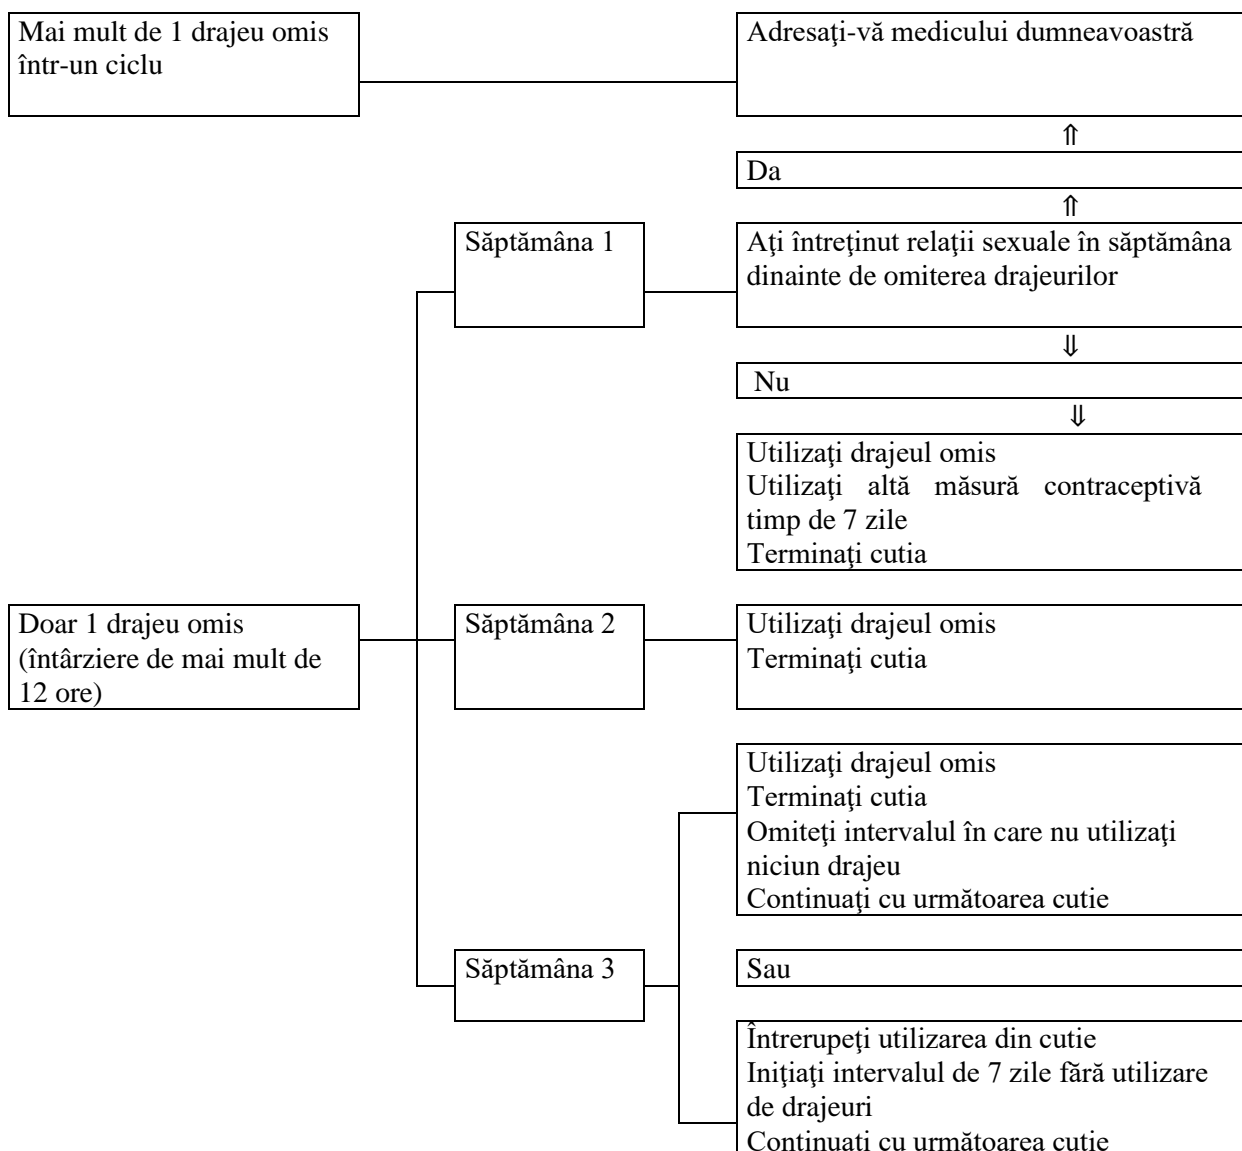 Mai mult de 1 drajeu omis
într-un ciclu
Adresaţi-vă medicului dumneavoastră
⇑
Da
⇑
Săptămâna 1
Aţi întreţinut relaţii sexuale în săptămâna
dinainte de omiterea drajeurilor
⇓
Nu
⇓
Utilizaţi drajeul omis
Utilizaţi altă măsură contraceptivă
timp de 7 zile
Terminaţi cutia
Doar 1 drajeu omis
(întârziere de mai mult de
12 ore)
Săptămâna 2
Utilizaţi drajeul omis
Terminaţi cutia
Utilizaţi drajeul omis
Terminaţi cutia
Omiteţi intervalul în care nu utilizaţi
niciun drajeu
Continuaţi cu următoarea cutie
Săptămâna 3
Sau
Întrerupeţi utilizarea din cutie
Iniţiaţi intervalul de 7 zile fără utilizare
de drajeuri
Continuaţi cu următoarea cutie